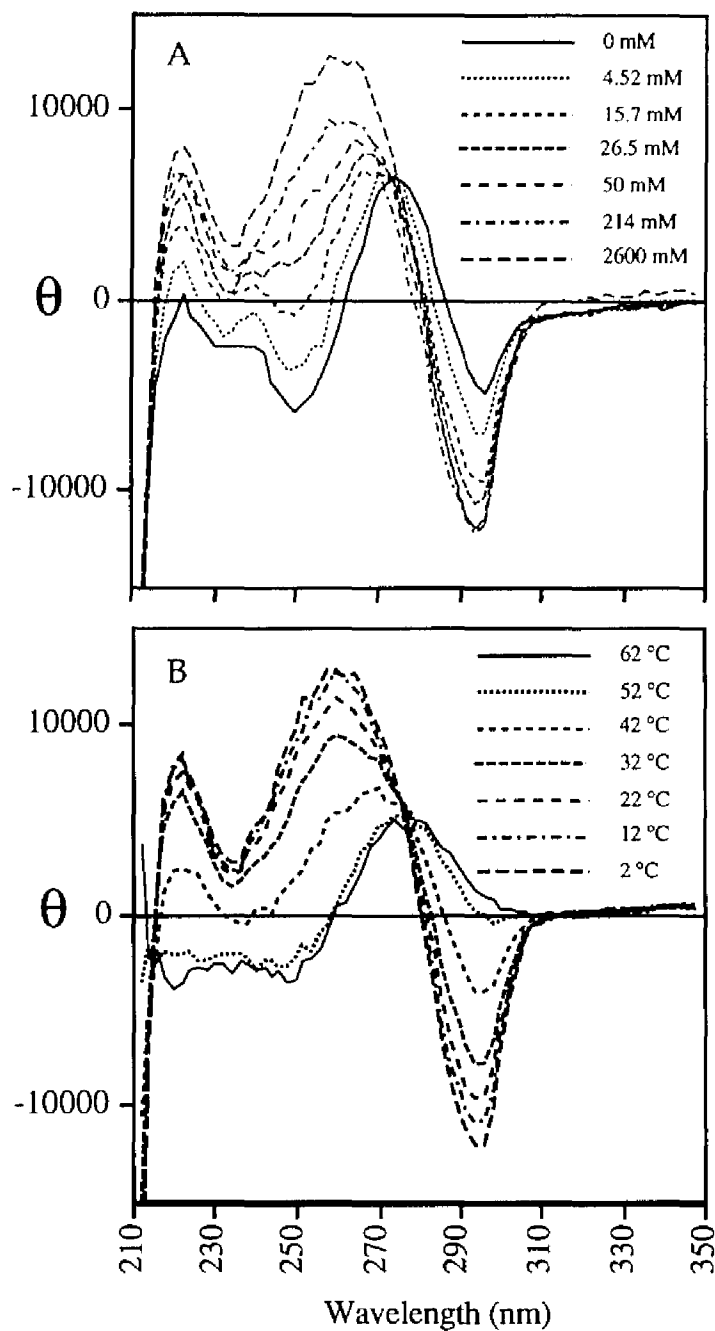 A
0 mM
4.52 mM
15.7 mM
26.5 mM
50 mM
214 mM
2600 mM
10000
θ 0
-10000
B
62 °C
52 °C
42 °C
32 °C
22 °C
12 °C
2 °C
10000
θ 0
-10000
210 230 250 270 290 310 330 350
Wavelength (nm)